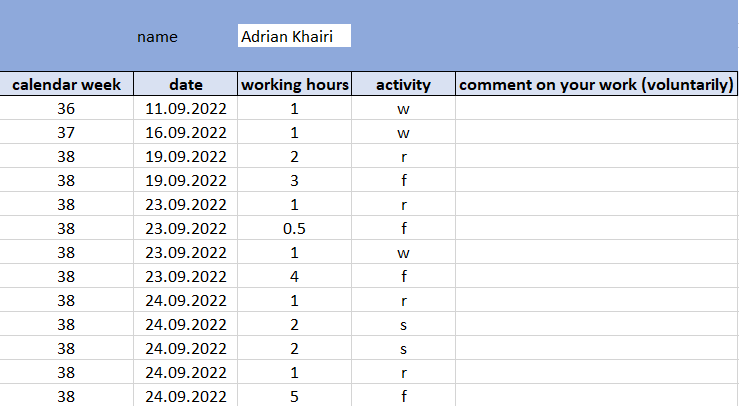 name Adrian Khairi
calendar week date working hours activity comment on your work (voluntarily)
36 11.09.2022 1 w
37 16.09.2022 1 w
38 19.09.2022 2 r
38 19.09.2022 3 f
38 23.09.2022 1 r
38 23.09.2022 0.5 f
38 23.09.2022 1 w
38 23.09.2022 4 f
38 24.09.2022 1 r
38 24.09.2022 2 s
38 24.09.2022 2 s
38 24.09.2022 1 r
38 24.09.2022 5 f